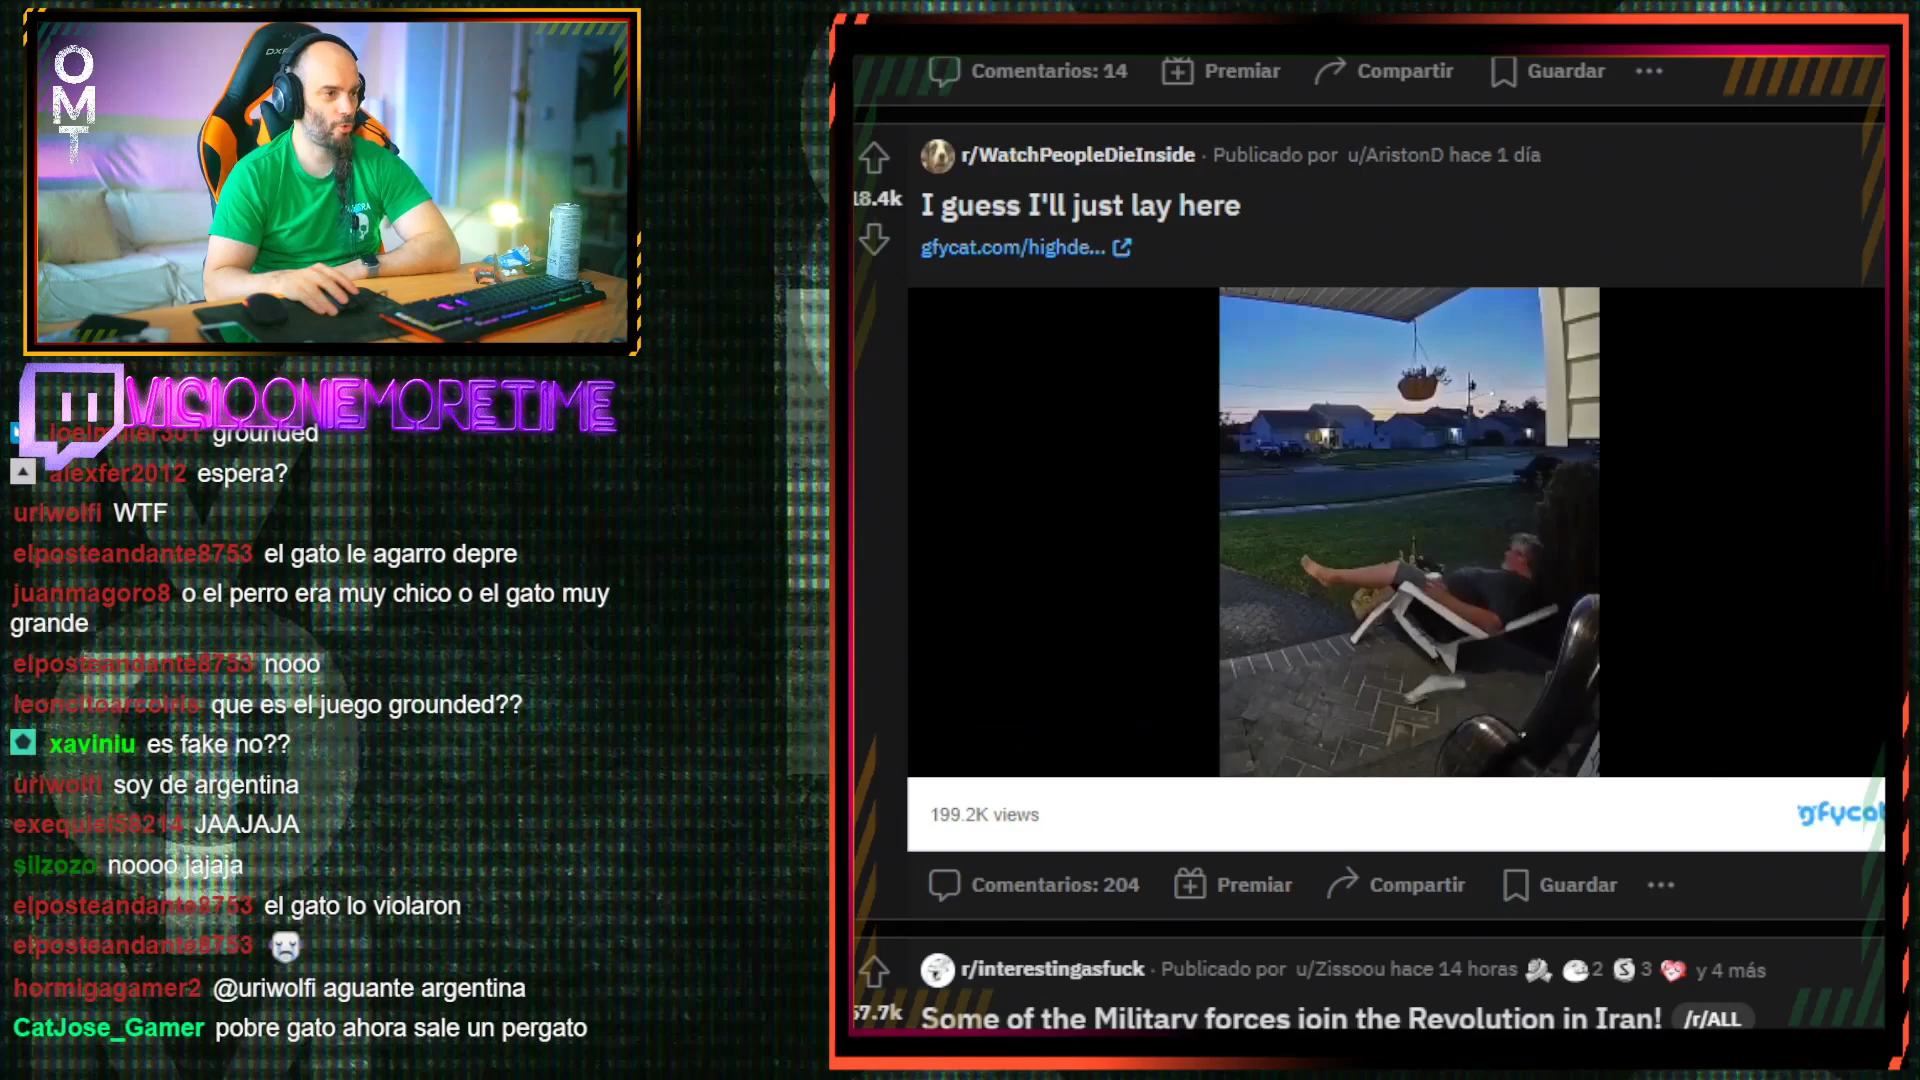 OMT
VICIOONEMORETIME
grounded
alexfer2012 espera?
uriwolfi WTF
elposteandante8753 el gato le agarro depre
juanmagoro8 o el perro era muy chico o el gato muy
grande
elposteandante8753 nooo
que es el juego grounded??
xaviniu es fake no??
uriwolfi soy de argentina
JAAJAJA
silzozo noooo jajaja
elposteandante8753 el gato lo violaron
elposteandante8753
hormigagamer2 @uriwolfi aguante argentina
CatJose_Gamer pobre gato ahora sale un pergato
Comentarios: 14 Premiar Compartir Guardar
r/WatchPeopleDieInside · Publicado por u/AristonD hace 1 día
18.4k
I guess I'll just lay here
gfycat.com/highde...
199.2K views
gfycat
Comentarios: 204 Premiar Compartir Guardar
r/interestingasfuck · Publicado por u/Zissoou hace 14 horas 2 3 y 4 más
57.7k
Some of the Military forces join the Revolution in Iran! /r/ALL